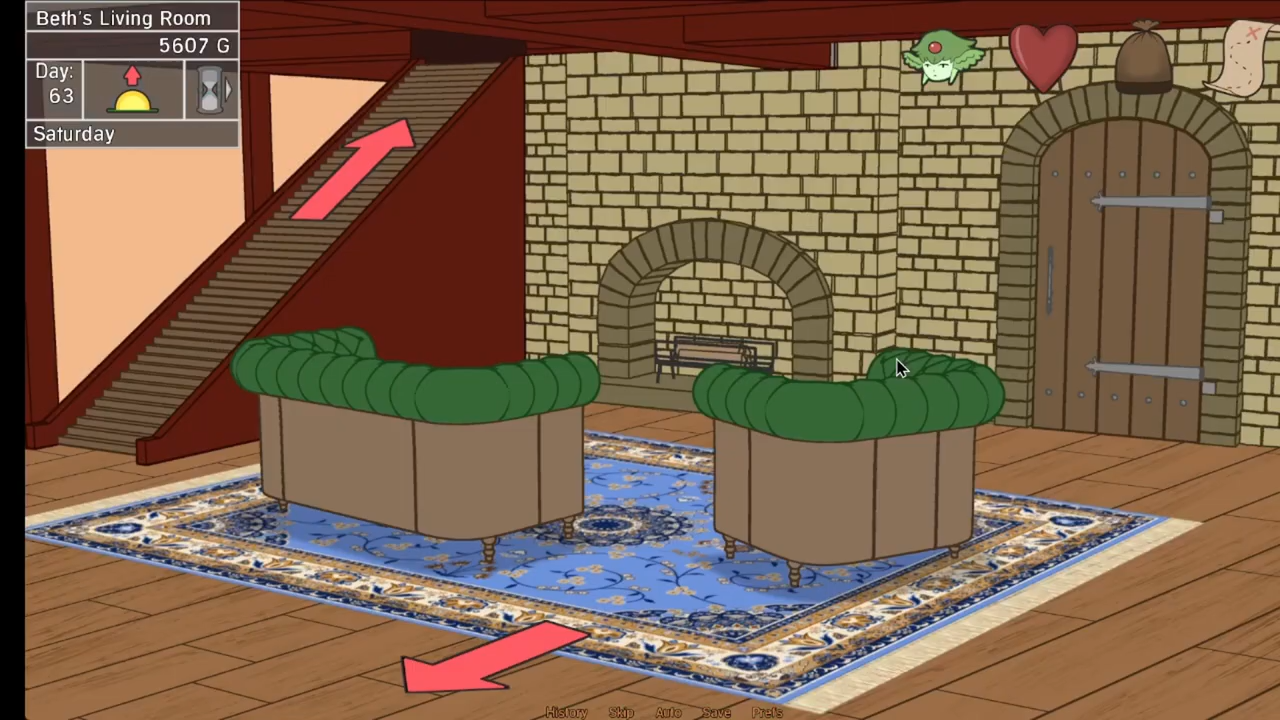 Beth's Living Room
5607 G
Day:
63
Saturday
History Skip Auto Save Prefs